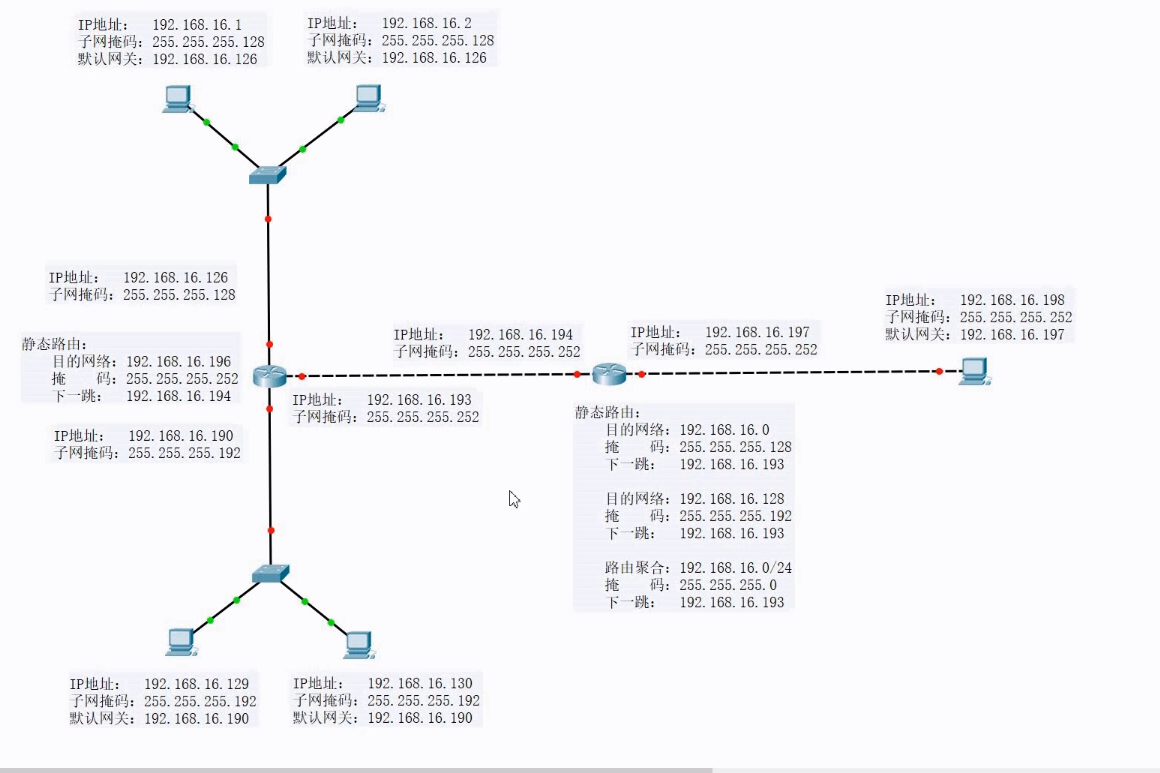 IP地址: 192.168.16.1
子网掩码: 255.255.255.128
默认网关: 192.168.16.126
IP地址: 192.168.16.2
子网掩码: 255.255.255.128
默认网关: 192.168.16.126
IP地址: 192.168.16.126
子网掩码: 255.255.255.128
静态路由:
目的网络: 192.168.16.196
掩 码: 255.255.255.252
下一跳: 192.168.16.194
IP地址: 192.168.16.190
子网掩码: 255.255.255.192
IP地址: 192.168.16.193
子网掩码: 255.255.255.252
IP地址: 192.168.16.194
子网掩码: 255.255.255.252
IP地址: 192.168.16.197
子网掩码: 255.255.255.252
IP地址: 192.168.16.198
子网掩码: 255.255.255.252
默认网关: 192.168.16.197
静态路由:
目的网络: 192.168.16.0
掩 码: 255.255.255.128
下一跳: 192.168.16.193
目的网络: 192.168.16.128
掩 码: 255.255.255.192
下一跳: 192.168.16.193
路由聚合: 192.168.16.0/24
掩 码: 255.255.255.0
下一跳: 192.168.16.193
IP地址: 192.168.16.129
子网掩码: 255.255.255.192
默认网关: 192.168.16.190
IP地址: 192.168.16.130
子网掩码: 255.255.255.192
默认网关: 192.168.16.190